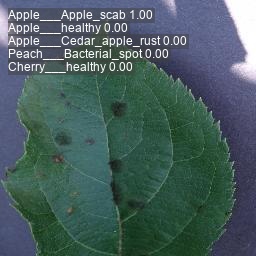 Apple___Apple_scab 1.00
Apple___healthy 0.00
Apple___Cedar_apple_rust 0.00
Peach___Bacterial_spot 0.00
Cherry___healthy 0.00